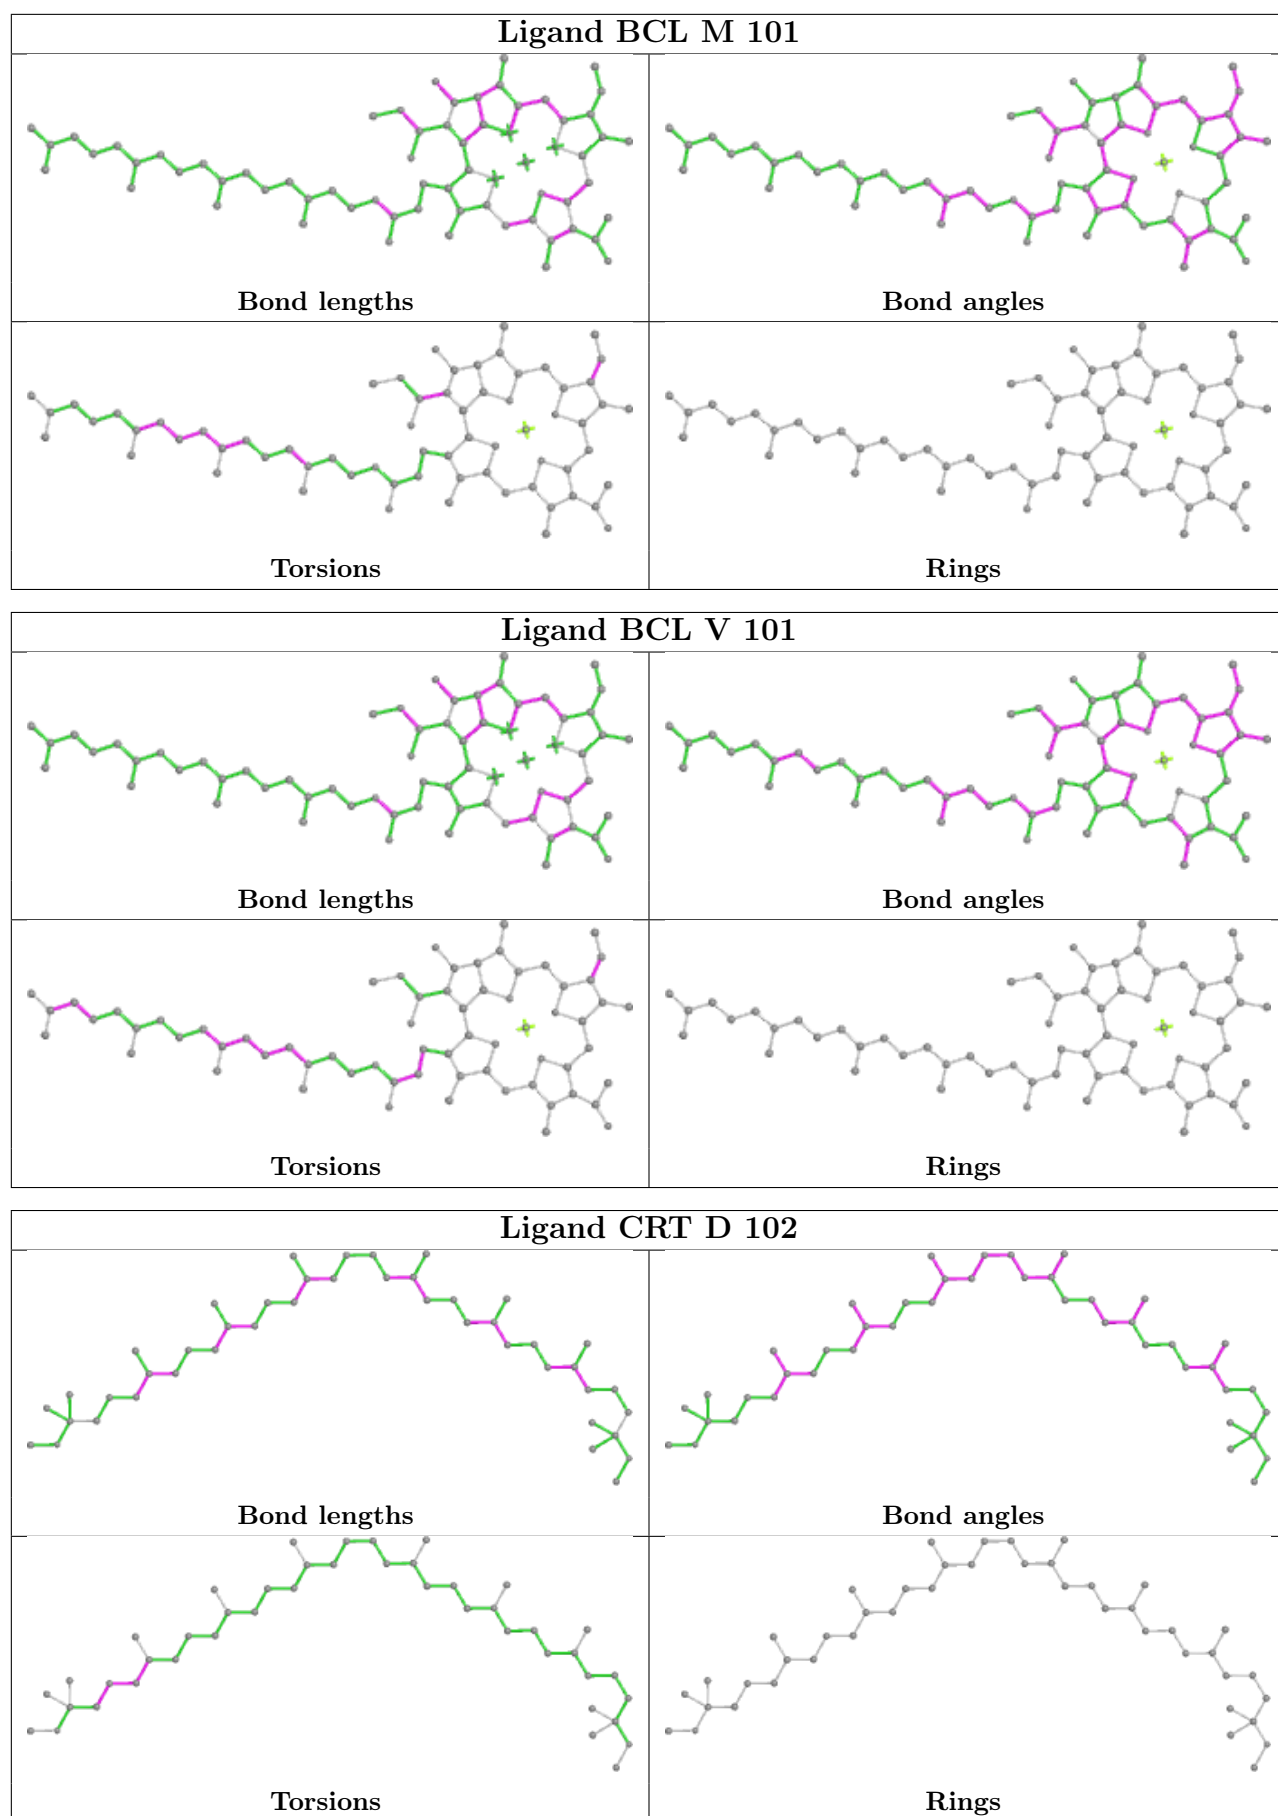 Ligand BCL M 101
Bond lengths
Bond angles
Torsions
Rings
Ligand BCL V 101
Bond lengths
Bond angles
Torsions
Rings
Ligand CRT D 102
Bond lengths
Bond angles
Torsions
Rings